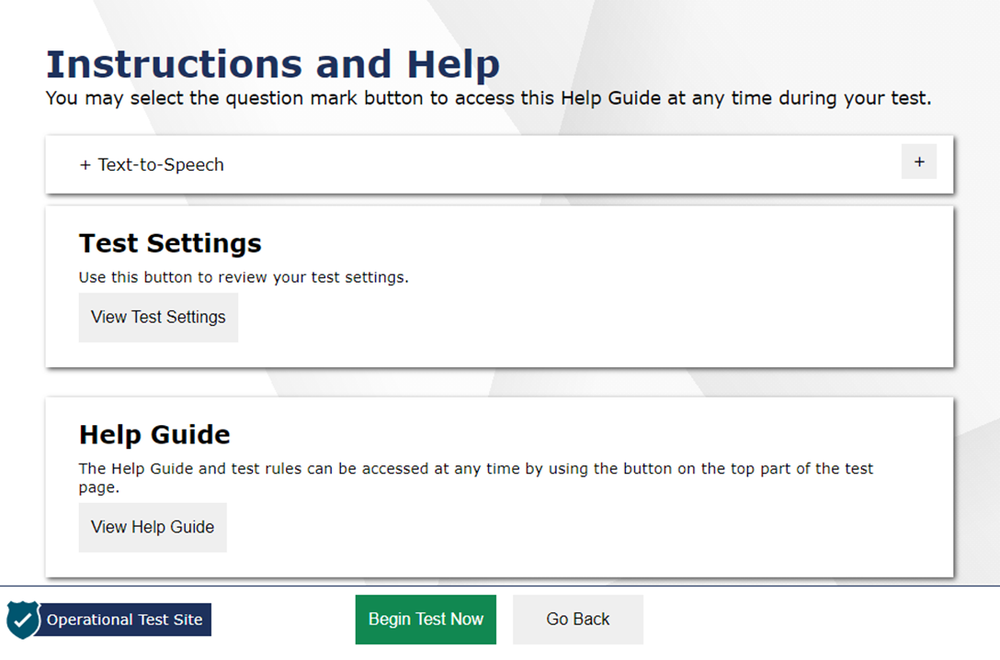 Instructions and Help
You may select the question mark button to access this Help Guide at any time during your test.
+ Text-to-Speech
+
Test Settings
Use this button to review your test settings.
View Test Settings
Help Guide
The Help Guide and test rules can be accessed at any time by using the button on the top part of the test
page.
View Help Guide
Operational Test Site
Begin Test Now
Go Back